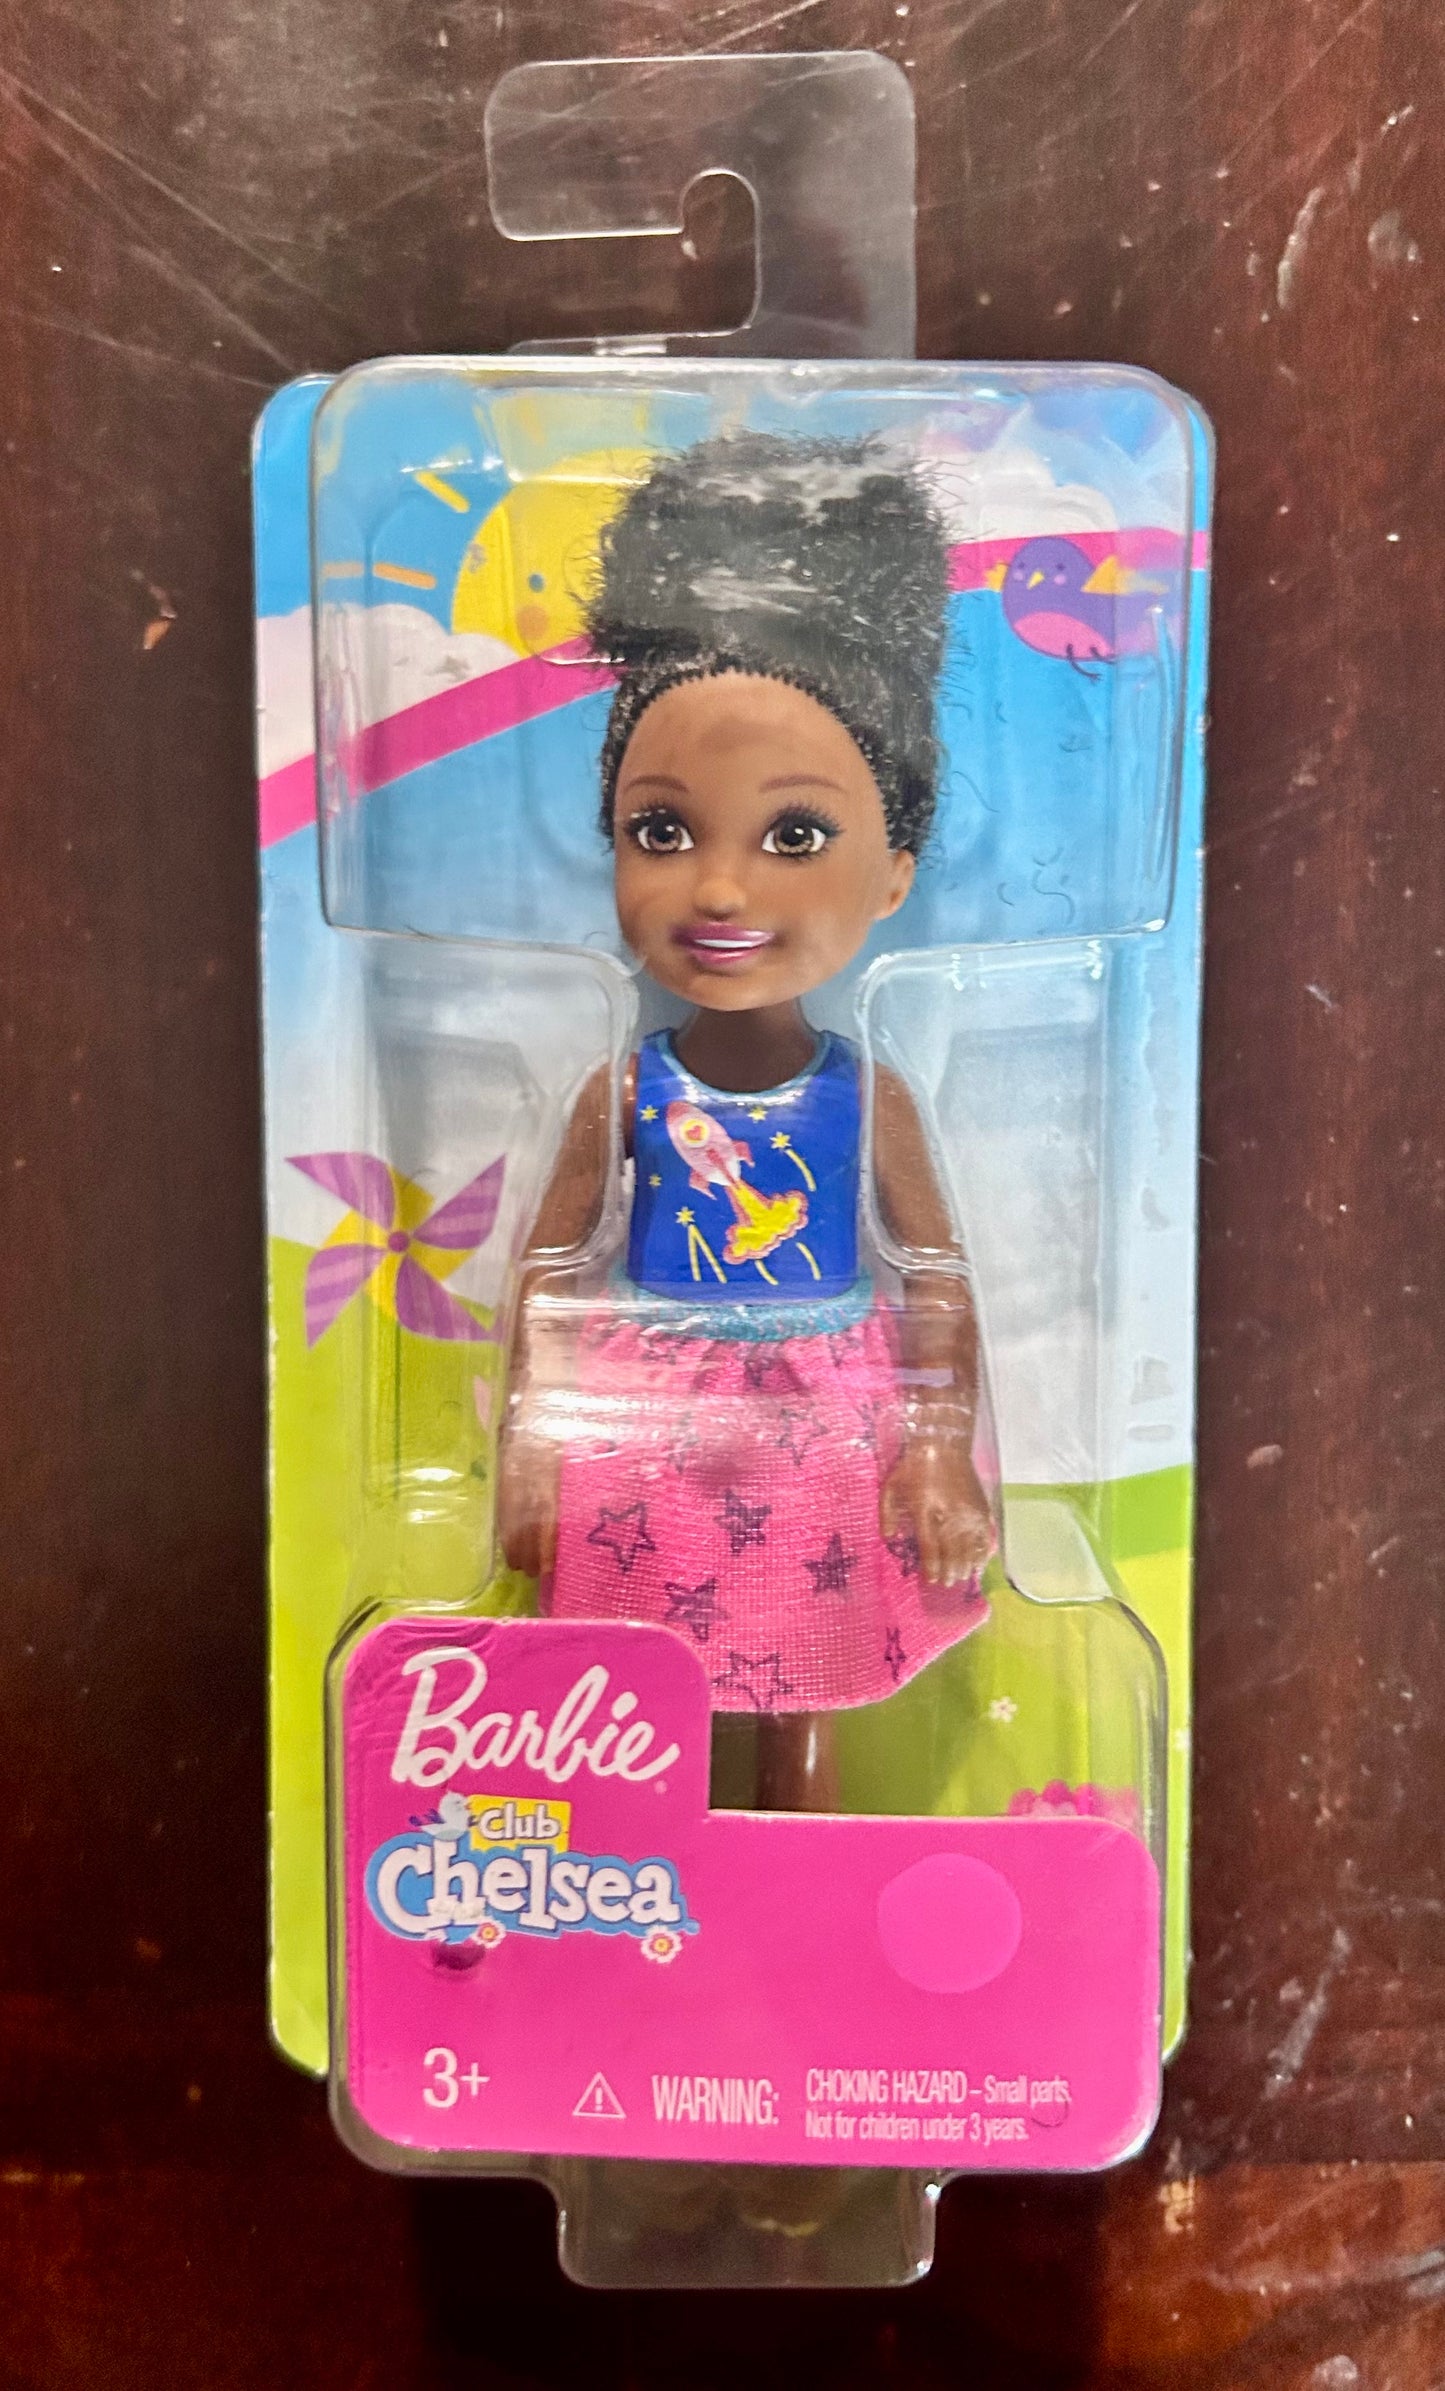 Barbie®
Club
Chelsea
3+
⚠ WARNING: CHOKING HAZARD – Small parts.
Not for children under 3 years.